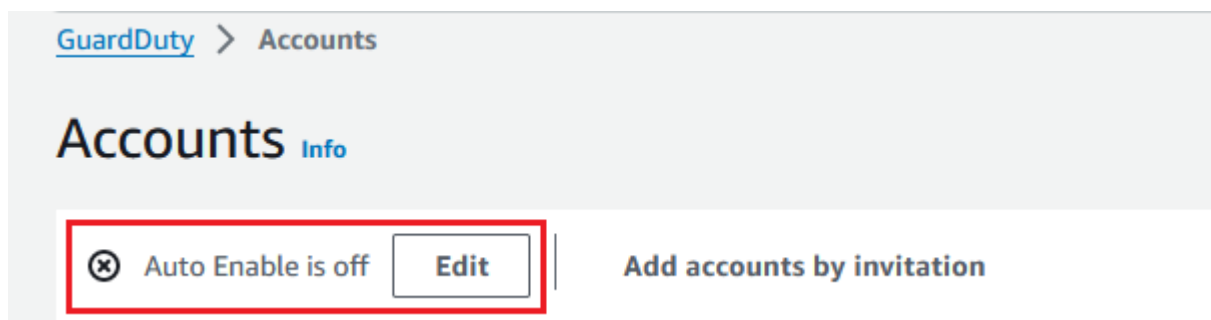 GuardDuty > Accounts
Accounts Info
Auto Enable is off Edit Add accounts by invitation